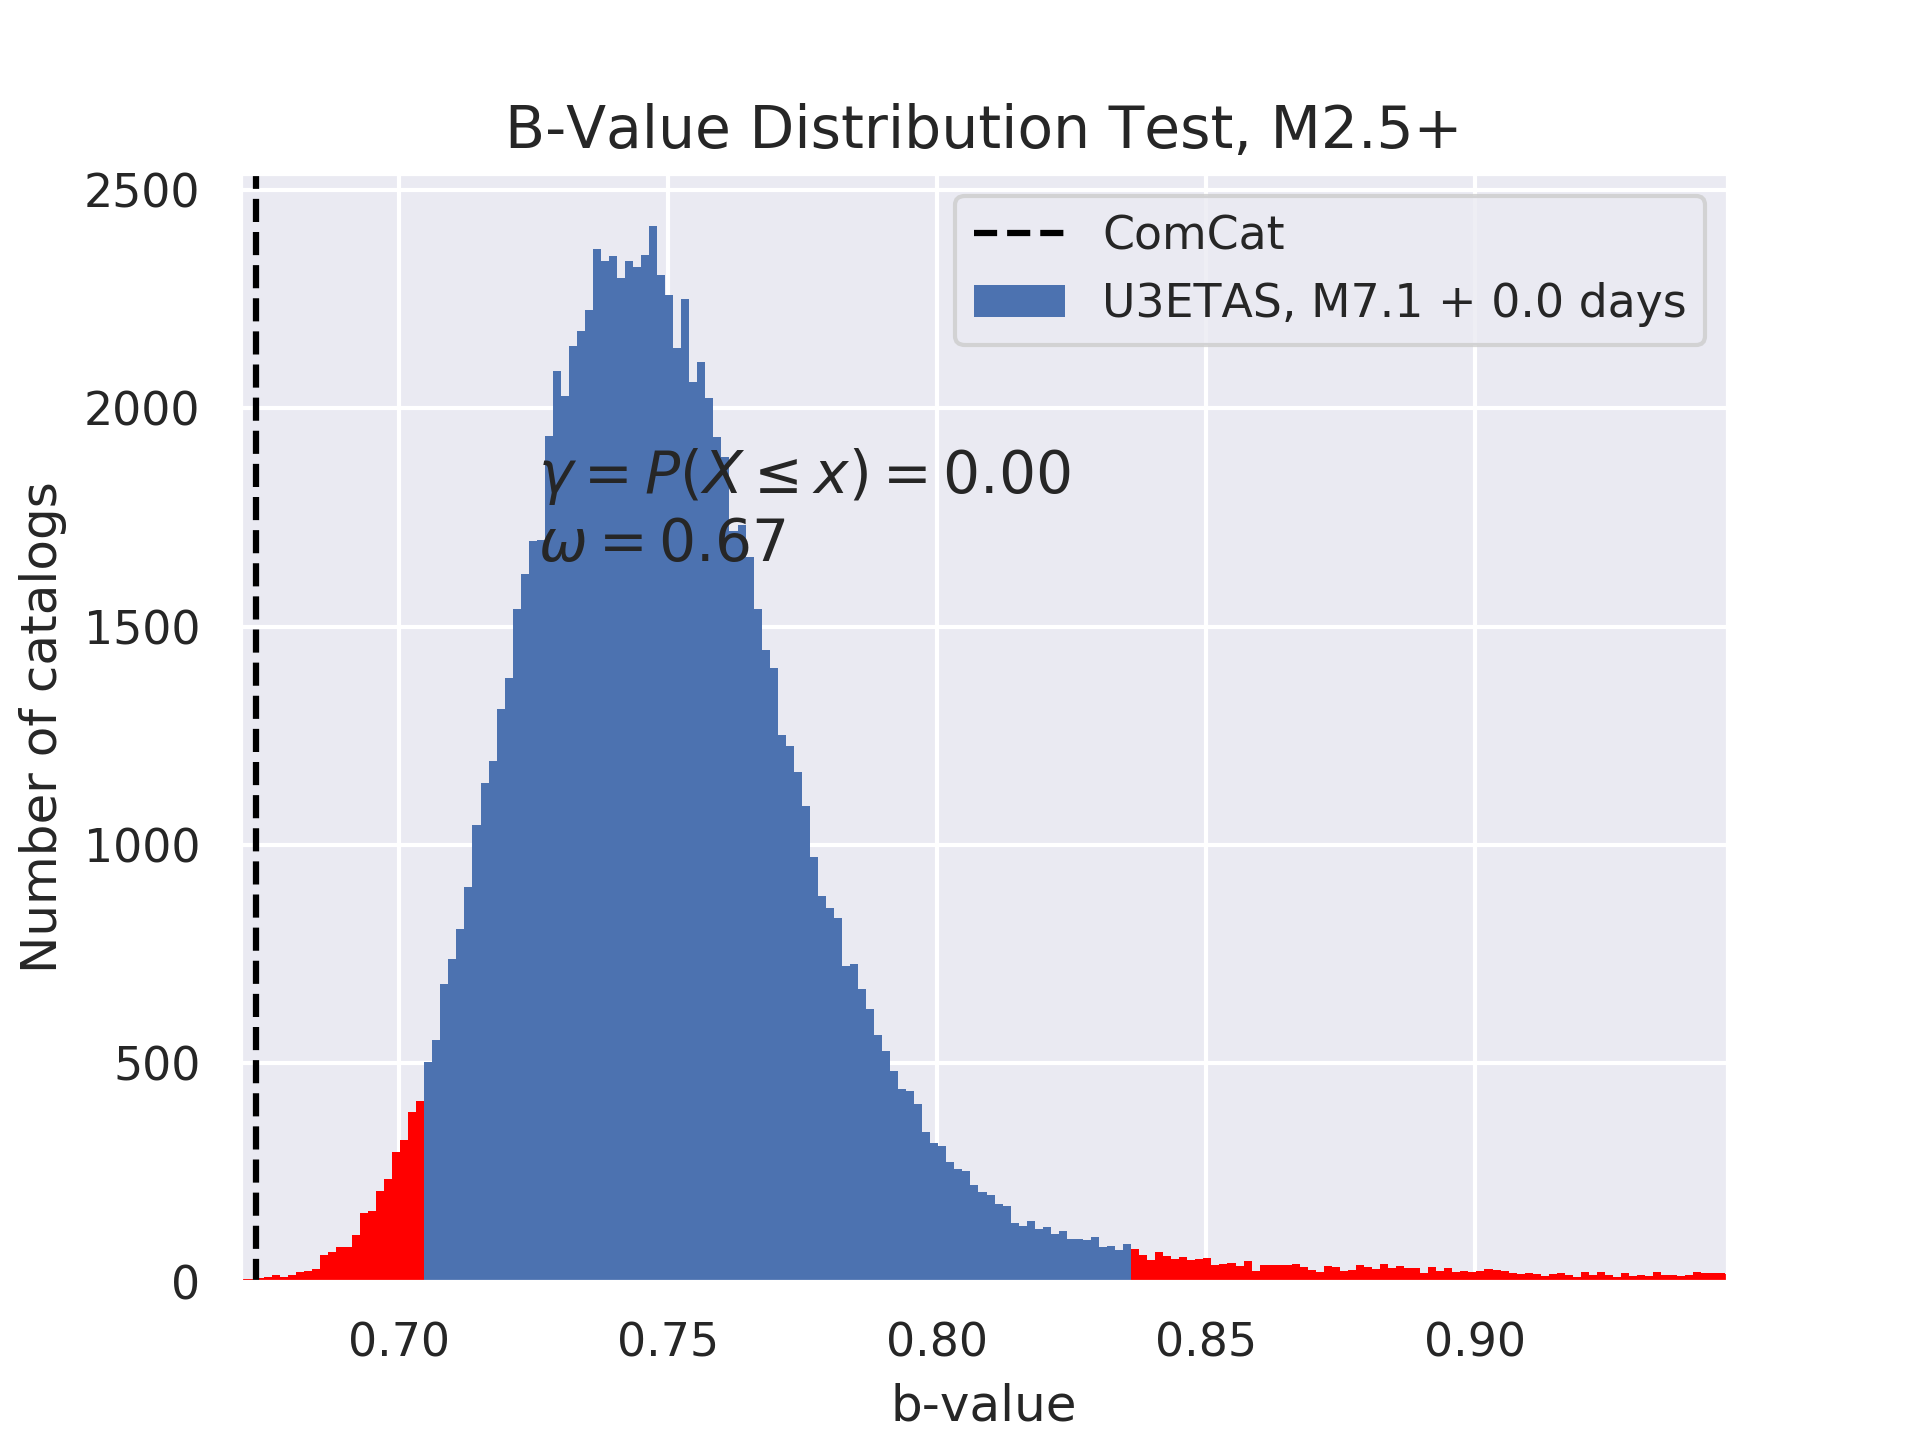 B-Value Distribution Test, M2.5+
ComCat
U3ETAS, M7.1 + 0.0 days
γ = P(X ≤ x) = 0.00
ω = 0.67
Number of catalogs
2500
2000
1500
1000
500
0
0.70 0.75 0.80 0.85 0.90
b-value